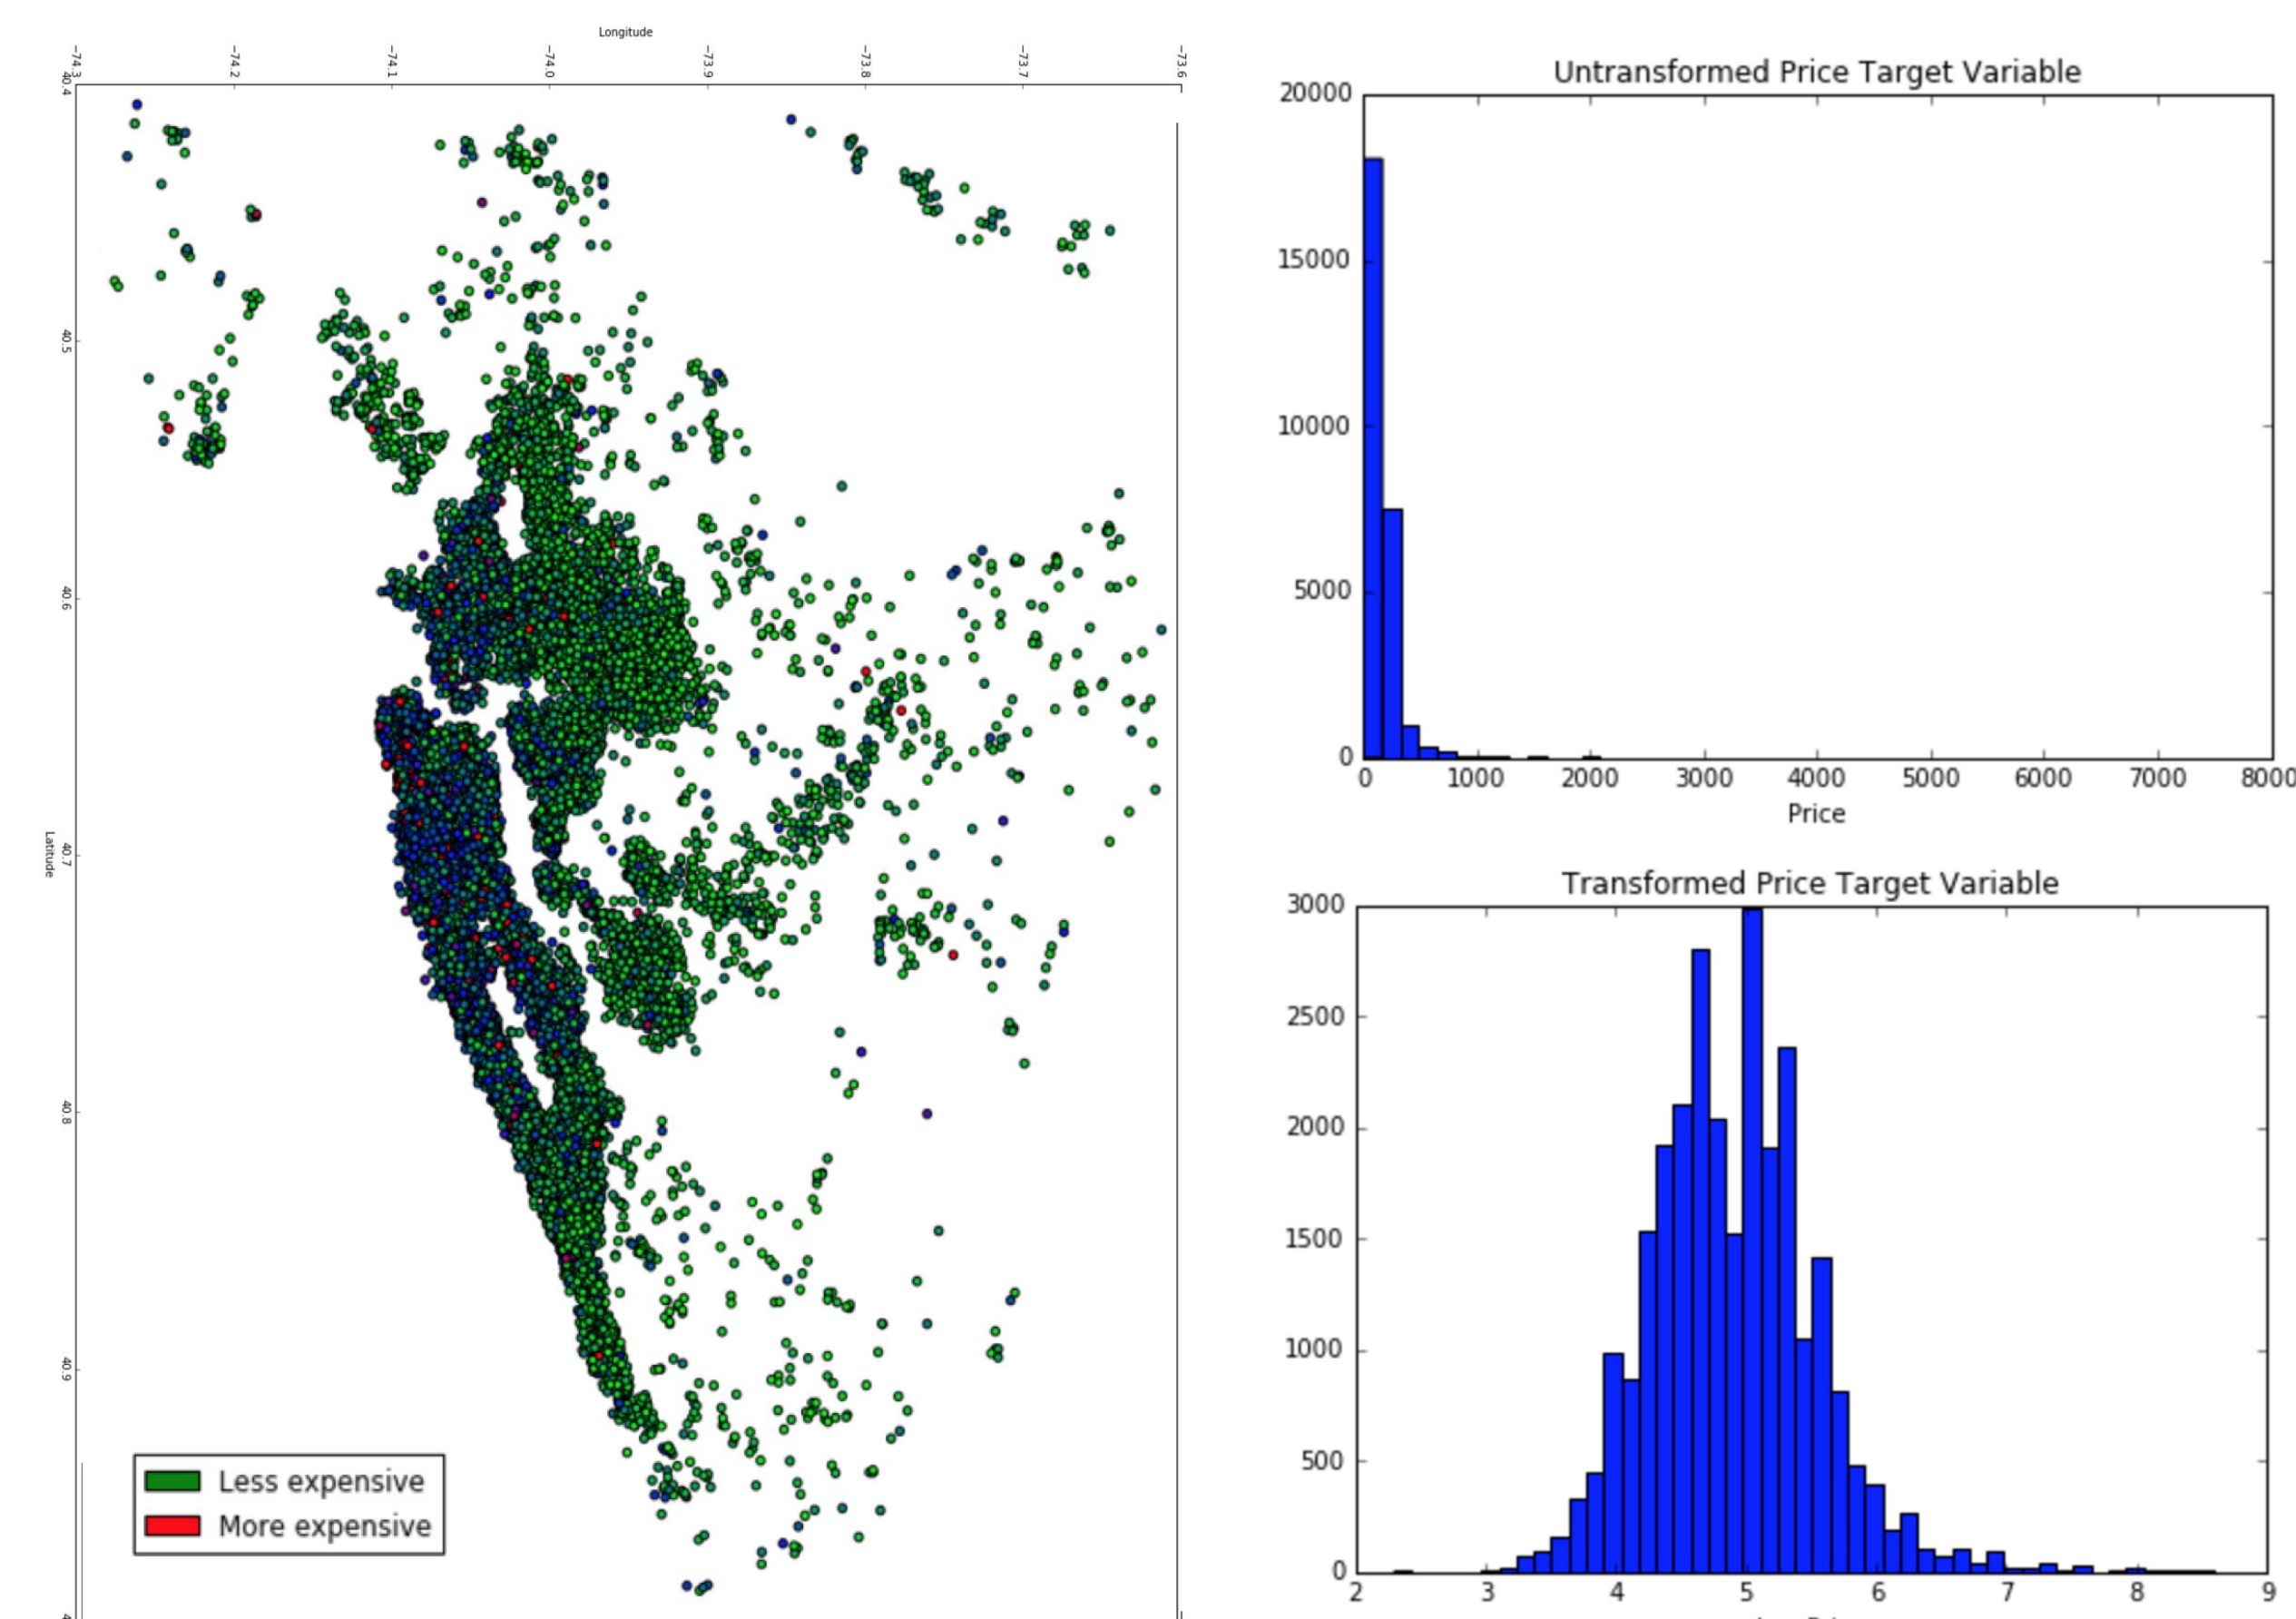 Longitude
−74.3 −74.2 −74.1 −74.0 −73.9 −73.8 −73.7 −73.6
40.4
40.5
40.6
40.7
40.8
40.9
Latitude
Less expensive
More expensive
Untransformed Price Target Variable
20000
15000
10000
5000
0
0 1000 2000 3000 4000 5000 6000 7000 8000
Price
Transformed Price Target Variable
3000
2500
2000
1500
1000
500
0
2 3 4 5 6 7 8 9